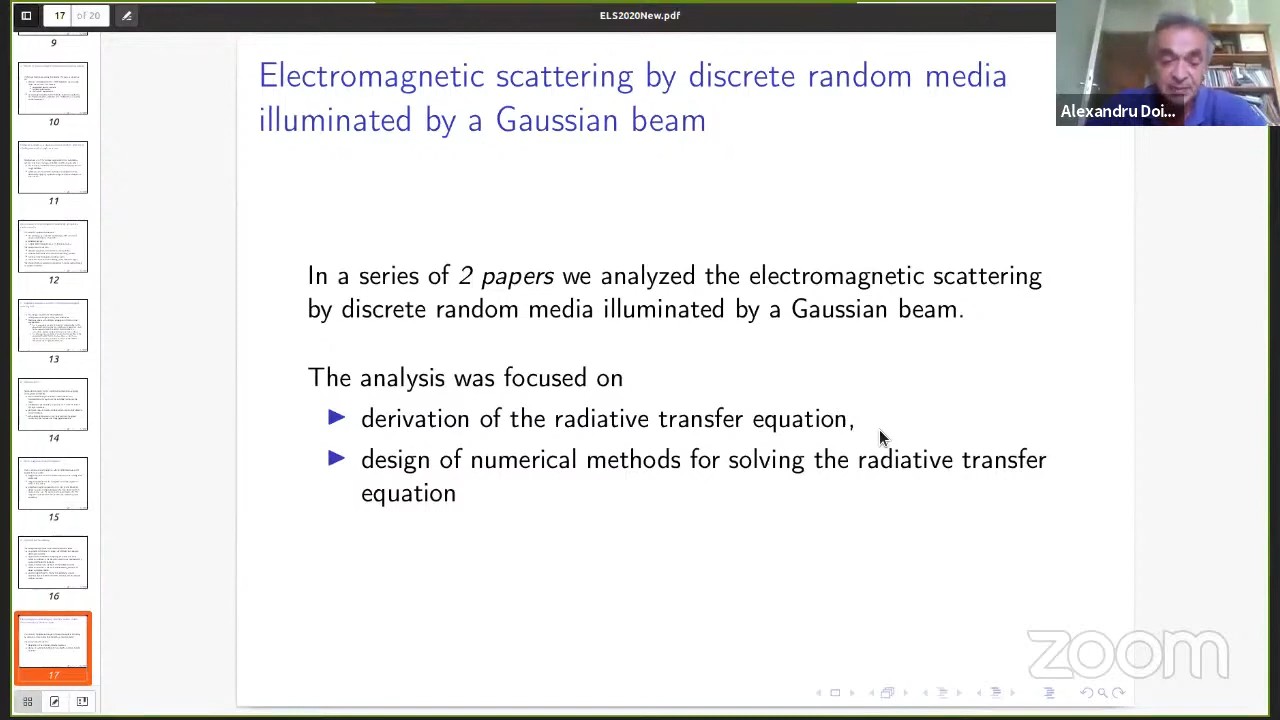 17 of 20
ELS2020New.pdf
9
10
11
12
13
14
15
16
17
Electromagnetic scattering by discrete random media
illuminated by a Gaussian beam
In a series of 2 papers we analyzed the electromagnetic scattering
by discrete random media illuminated by a Gaussian beam.
The analysis was focused on
▶ derivation of the radiative transfer equation,
▶ design of numerical methods for solving the radiative transfer
equation
Alexandru Doi...
zoom